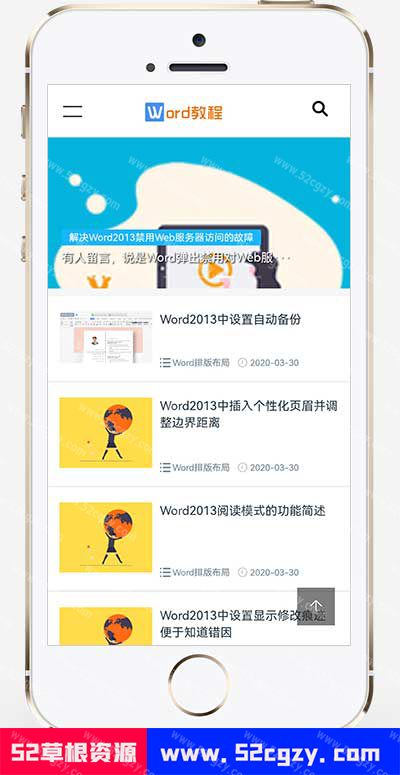 Word教程
解决Word2013禁用Web服务器访问的故障
有人留言，说是Word弹出禁用对Web服···
Word2013中设置自动备份
Word排版布局 2020-03-30
Word2013中插入个性化页眉并调
整边界距离
Word排版布局 2020-03-30
Word2013阅读模式的功能简述
Word排版布局 2020-03-30
Word2013中设置显示修改痕迹
便于知道错因
52草根资源 www.52cgzy.com